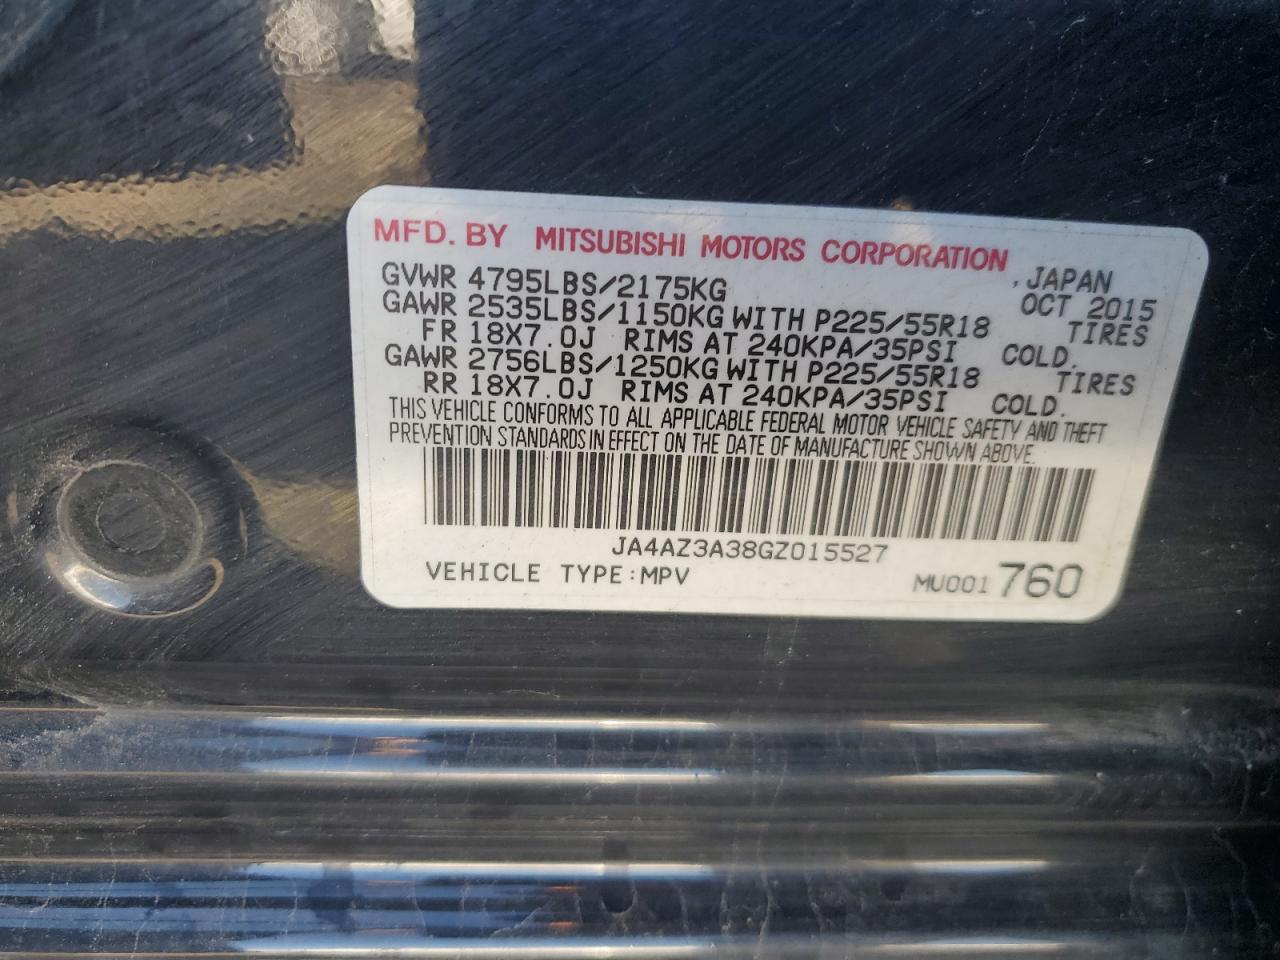 MFD. BY MITSUBISHI MOTORS CORPORATION , JAPAN
GVWR 4795LBS/2175KG OCT 2015
GAWR 2535LBS/1150KG WITH P225/55R18 TIRES
FR 18X7.0J RIMS AT 240KPA/35PSI COLD.
GAWR 2756LBS/1250KG WITH P225/55R18 TIRES
RR 18X7.0J RIMS AT 240KPA/35PSI COLD.
THIS VEHICLE CONFORMS TO ALL APPLICABLE FEDERAL MOTOR VEHICLE SAFETY AND THEFT
PREVENTION STANDARDS IN EFFECT ON THE DATE OF MANUFACTURE SHOWN ABOVE.
JA4AZ3A38GZ015527
VEHICLE TYPE:MPV MU001 760